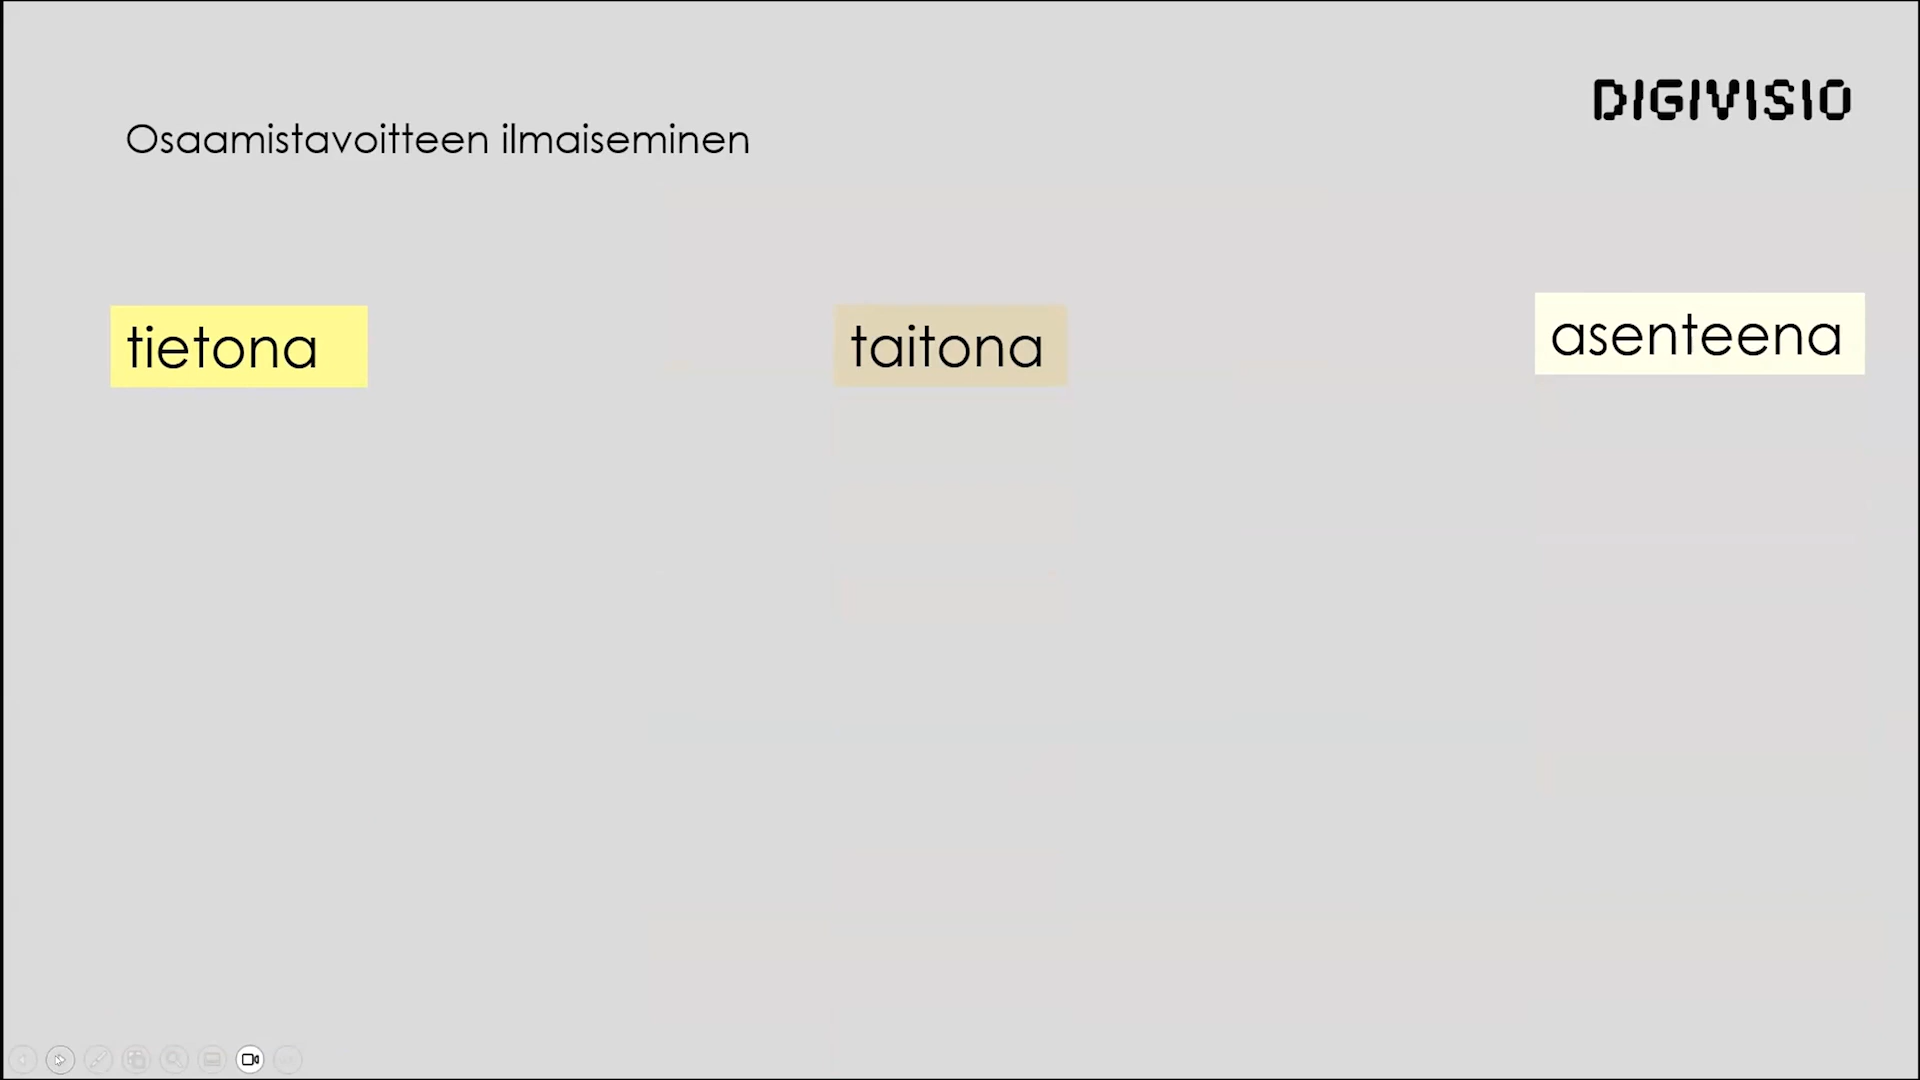 DIGIVISIO
Osaamistavoitteen ilmaiseminen
tietona
taitona
asenteena